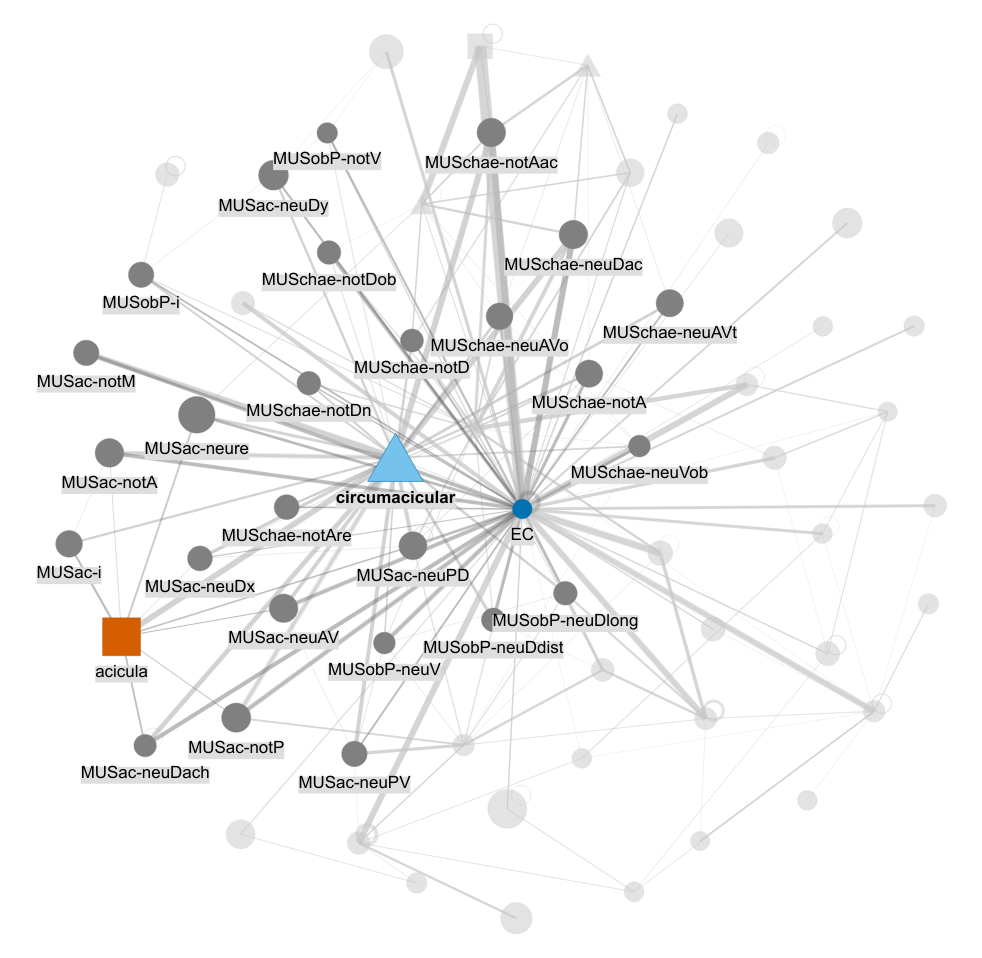 MUSobP-notV
MUSchae-notAac
MUSac-neuDy
MUSchae-neuDac
MUSchae-notDob
MUSobP-i
MUSchae-neuAVt
MUSchae-neuAVo
MUSchae-notD
MUSac-notM
MUSchae-notDn
MUSchae-notA
MUSac-neure
MUSchae-neuVob
MUSac-notA
circumacicular
MUSchae-notAre
EC
MUSac-i
MUSac-neuPD
MUSac-neuDx
MUSobP-neuDlong
MUSac-neuAV
MUSobP-neuDdist
MUSobP-neuV
acicula
MUSac-notP
MUSac-neuDach
MUSac-neuPV